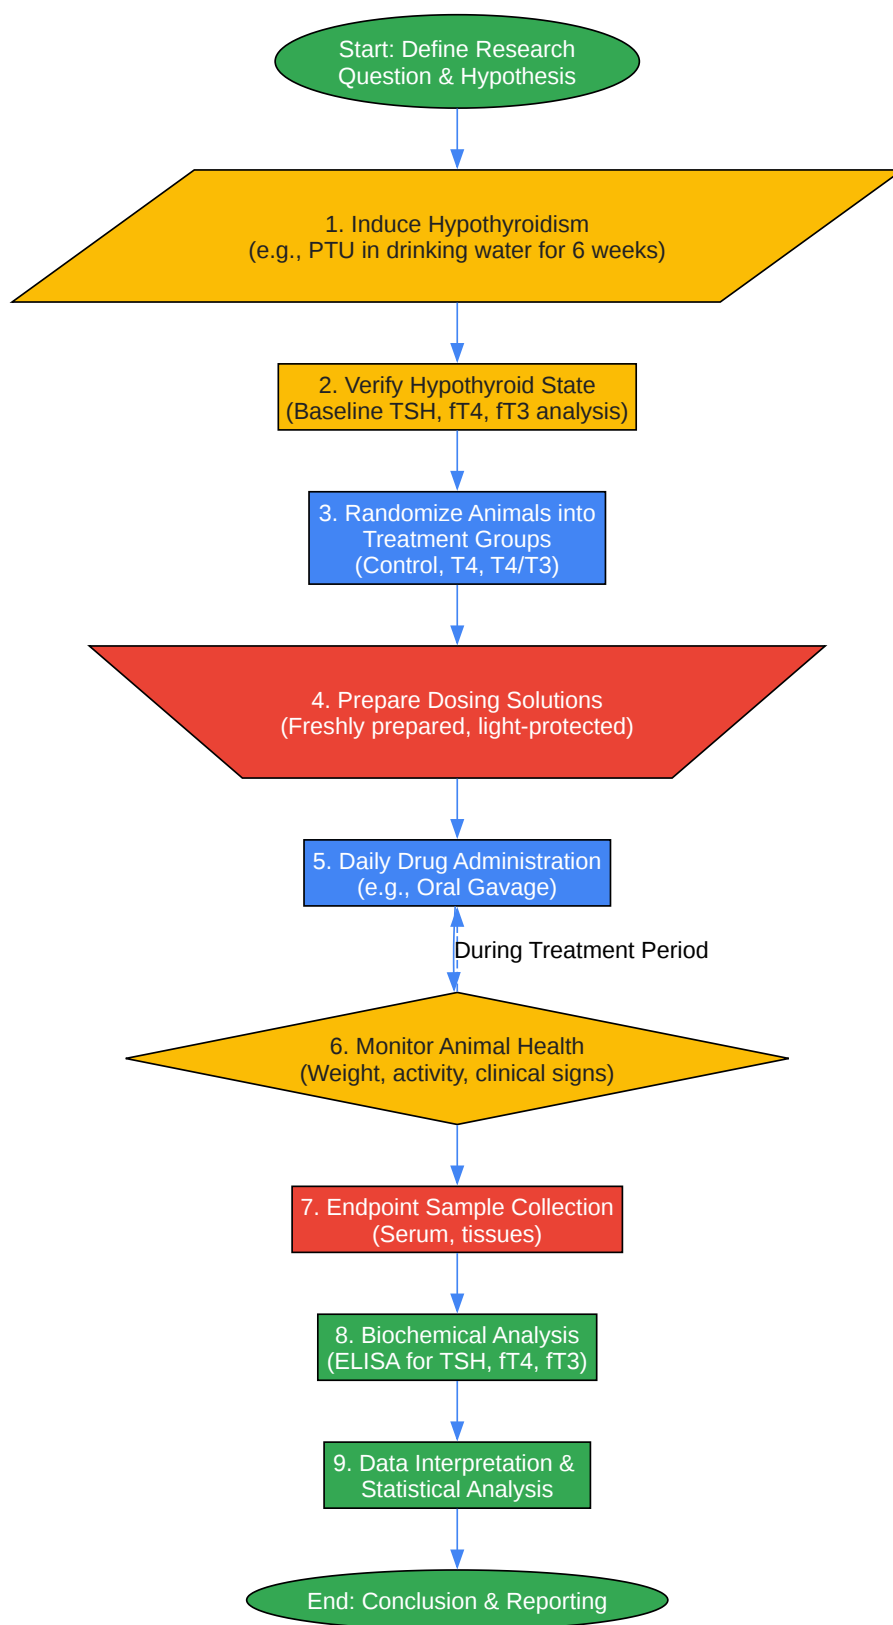 Start: Define Research
Question & Hypothesis
1. Induce Hypothyroidism
(e.g., PTU in drinking water for 6 weeks)
2. Verify Hypothyroid State
(Baseline TSH, fT4, fT3 analysis)
3. Randomize Animals into
Treatment Groups
(Control, T4, T4/T3)
4. Prepare Dosing Solutions
(Freshly prepared, light-protected)
5. Daily Drug Administration
(e.g., Oral Gavage)
During Treatment Period
6. Monitor Animal Health
(Weight, activity, clinical signs)
7. Endpoint Sample Collection
(Serum, tissues)
8. Biochemical Analysis
(ELISA for TSH, fT4, fT3)
9. Data Interpretation &
Statistical Analysis
End: Conclusion & Reporting